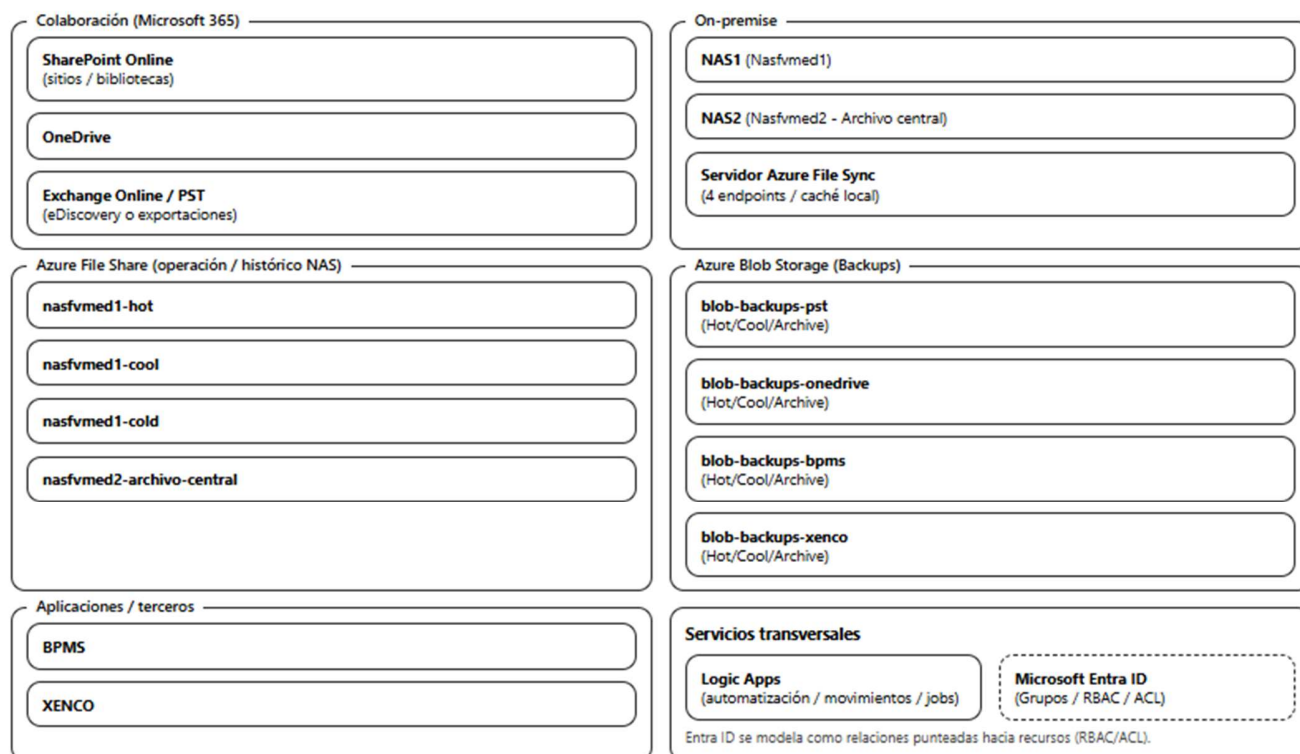 Colaboración (Microsoft 365)
SharePoint Online
(sitios / bibliotecas)
OneDrive
Exchange Online / PST
(eDiscovery o exportaciones)
On-premise
NAS1 (Nasfvmed1)
NAS2 (Nasfvmed2 - Archivo central)
Servidor Azure File Sync
(4 endpoints / caché local)
Azure File Share (operación / histórico NAS)
nasfvmed1-hot
nasfvmed1-cool
nasfvmed1-cold
nasfvmed2-archivo-central
Azure Blob Storage (Backups)
blob-backups-pst
(Hot/Cool/Archive)
blob-backups-onedrive
(Hot/Cool/Archive)
blob-backups-bpms
(Hot/Cool/Archive)
blob-backups-xenco
(Hot/Cool/Archive)
Aplicaciones / terceros
BPMS
XENCO
Servicios transversales
Logic Apps
(automatización / movimientos / jobs)
Microsoft Entra ID
(Grupos / RBAC / ACL)
Entra ID se modela como relaciones punteadas hacia recursos (RBAC/ACL).